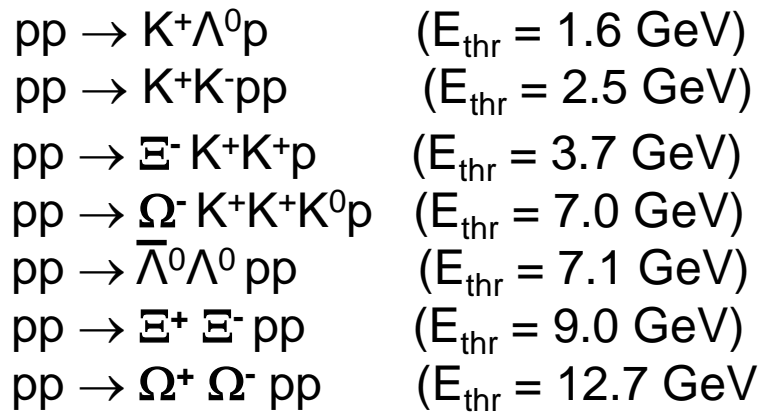 pp → K⁺Λ⁰p (E_thr = 1.6 GeV)
pp → K⁺K⁻pp (E_thr = 2.5 GeV)
pp → Ξ⁻ K⁺K⁺p (E_thr = 3.7 GeV)
pp → Ω⁻ K⁺K⁺K⁰p (E_thr = 7.0 GeV)
pp → Λ̅⁰Λ⁰ pp (E_thr = 7.1 GeV)
pp → Ξ⁺ Ξ⁻ pp (E_thr = 9.0 GeV)
pp → Ω⁺ Ω⁻ pp (E_thr = 12.7 GeV